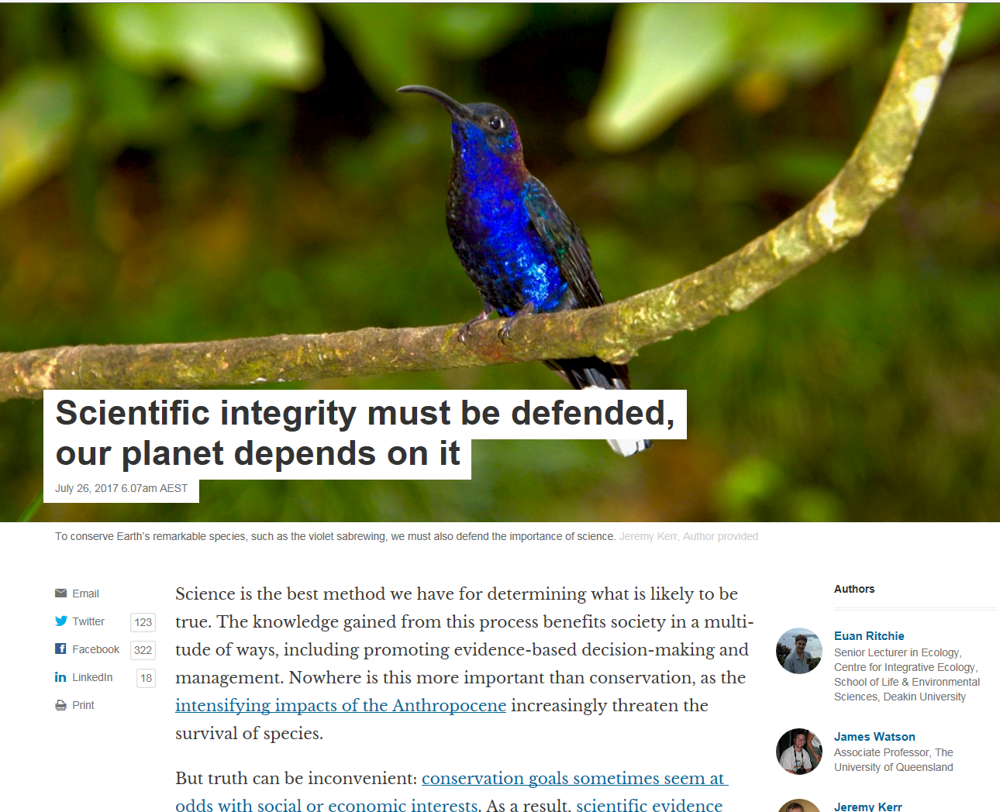 Scientific integrity must be defended,
our planet depends on it
July 26, 2017 6.07am AEST
To conserve Earth's remarkable species, such as the violet sabrewing, we must also defend the importance of science. Jeremy Kerr, Author provided
Email
Twitter 123
Facebook 322
LinkedIn 18
Print
Science is the best method we have for determining what is likely to be
true. The knowledge gained from this process benefits society in a multi-
tude of ways, including promoting evidence-based decision-making and
management. Nowhere is this more important than conservation, as the
intensifying impacts of the Anthropocene increasingly threaten the
survival of species.
But truth can be inconvenient: conservation goals sometimes seem at
odds with social or economic interests. As a result, scientific evidence
Authors
Euan Ritchie
Senior Lecturer in Ecology,
Centre for Integrative Ecology,
School of Life & Environmental
Sciences, Deakin University
James Watson
Associate Professor, The
University of Queensland
Jeremy Kerr